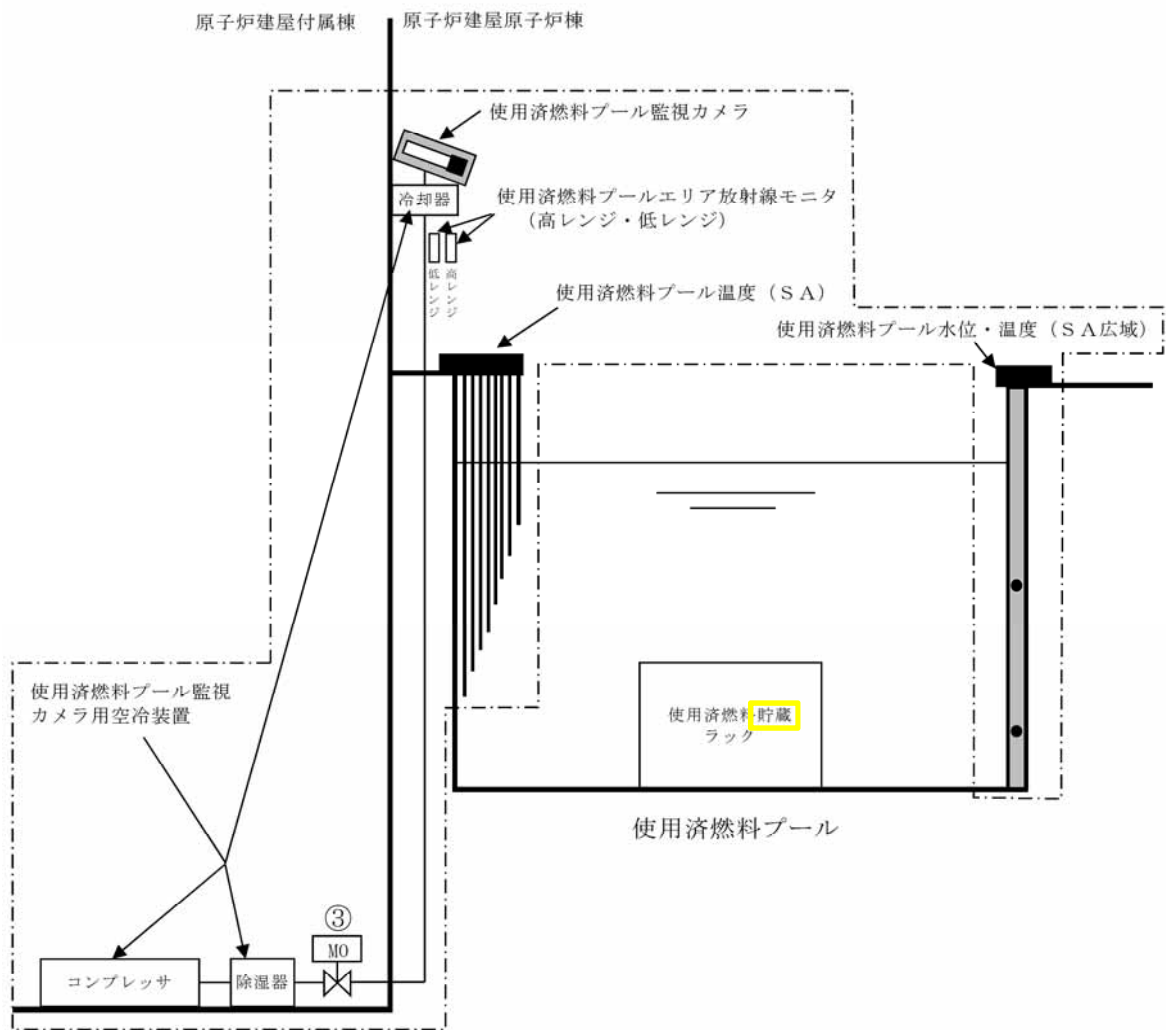 原子炉建屋付属棟
原子炉建屋原子炉棟
使用済燃料プール監視カメラ
冷却器
使用済燃料プールエリア放射線モニタ
（高レンジ・低レンジ）
低レンジ
高レンジ
使用済燃料プール温度（ＳＡ）
使用済燃料プール水位・温度（ＳＡ広域）
使用済燃料プール監視
カメラ用空冷装置
使用済燃料貯蔵
ラック
使用済燃料プール
③
MO
コンプレッサ
除湿器